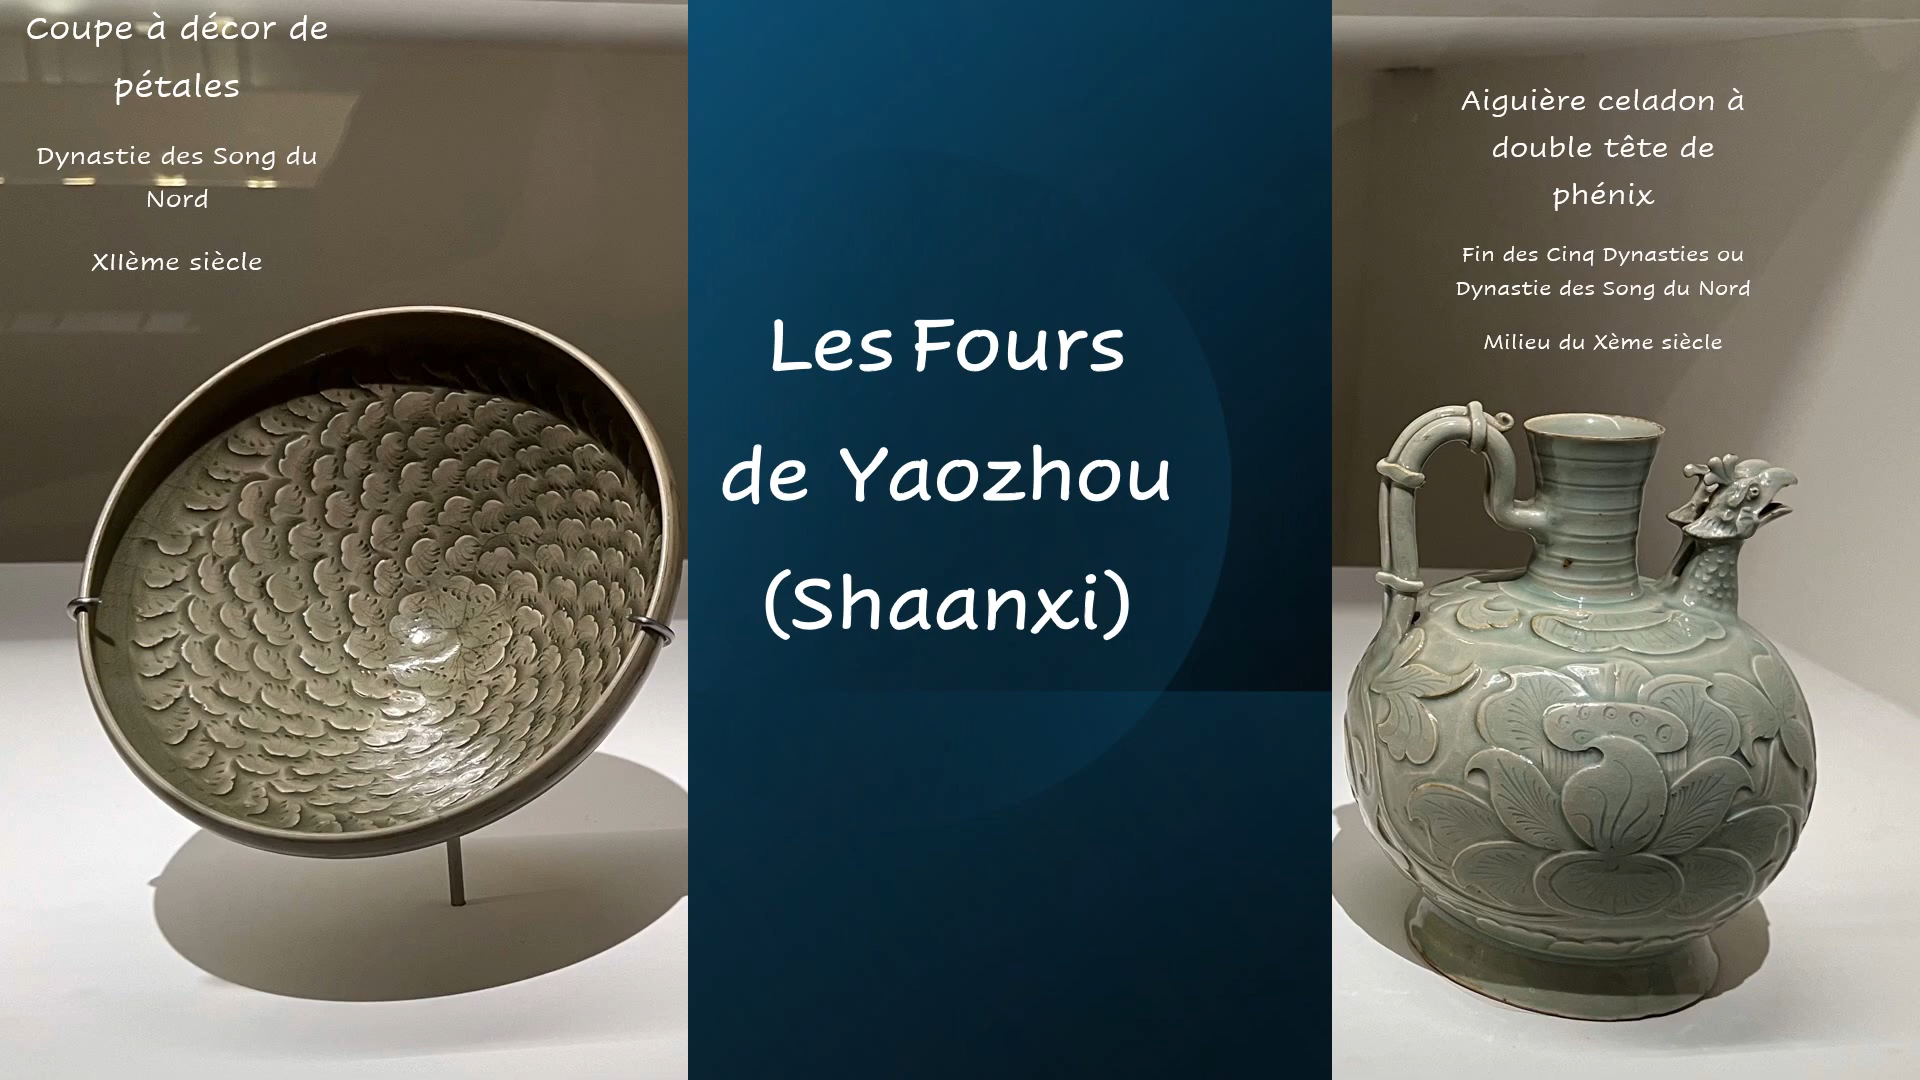 Coupe à décor de
pétales
Dynastie des Song du
Nord
XIIème siècle
Les Fours
de Yaozhou
(Shaanxi)
Aiguière celadon à
double tête de
phénix
Fin des Cinq Dynasties ou
Dynastie des Song du Nord
Milieu du Xème siècle